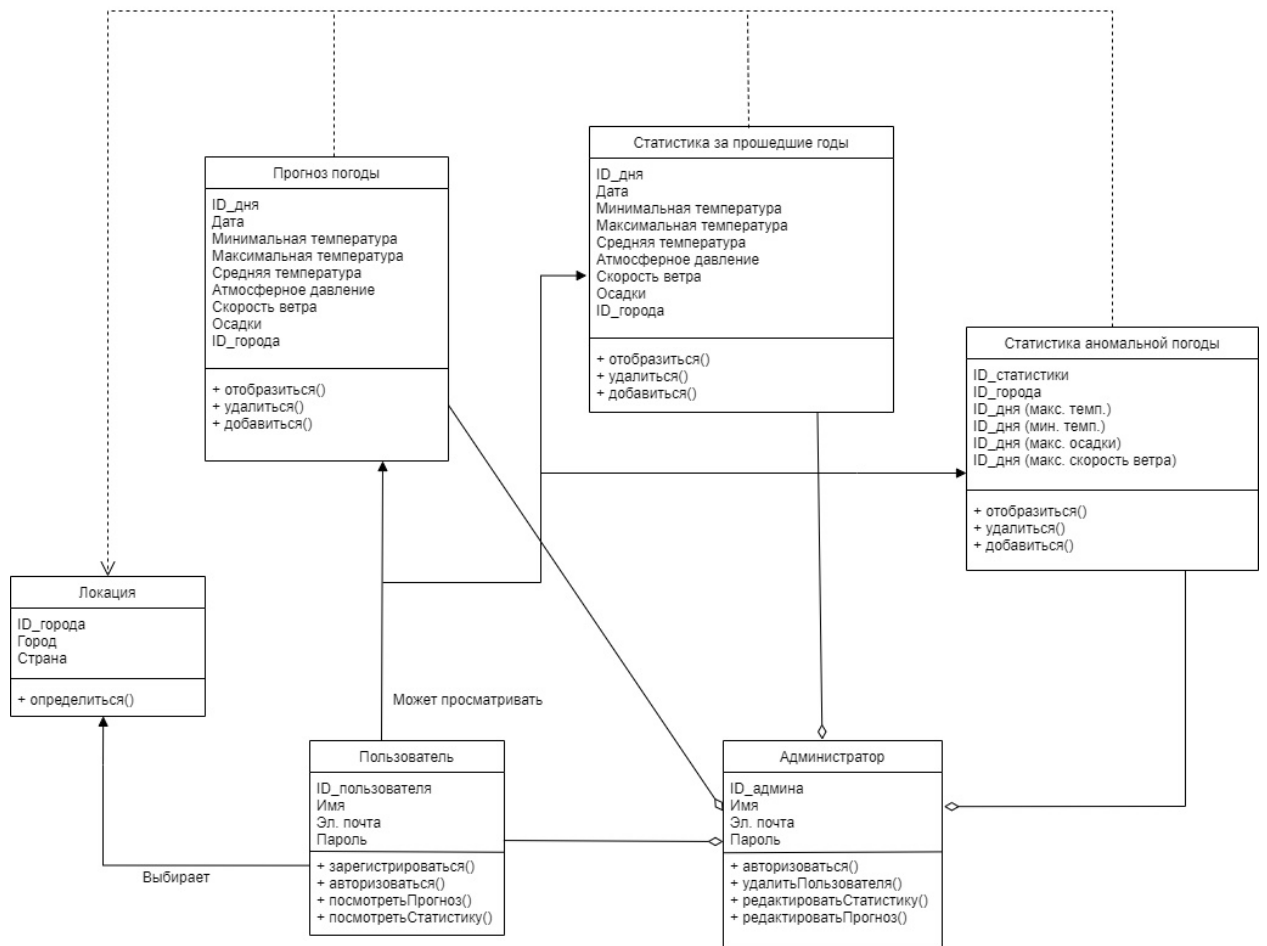 Прогноз погоды
ID_дня
Дата
Минимальная температура
Максимальная температура
Средняя температура
Атмосферное давление
Скорость ветра
Осадки
ID_города
+ отобразиться()
+ удалиться()
+ добавиться()
Статистика за прошедшие годы
ID_дня
Дата
Минимальная температура
Максимальная температура
Средняя температура
Атмосферное давление
Скорость ветра
Осадки
ID_города
+ отобразиться()
+ удалиться()
+ добавиться()
Статистика аномальной погоды
ID_статистики
ID_города
ID_дня (макс. темп.)
ID_дня (мин. темп.)
ID_дня (макс. осадки)
ID_дня (макс. скорость ветра)
+ отобразиться()
+ удалиться()
+ добавиться()
Локация
ID_города
Город
Страна
+ определиться()
Может просматривать
Выбирает
Пользователь
ID_пользователя
Имя
Эл. почта
Пароль
+ зарегистрироваться()
+ авторизоваться()
+ посмотретьПрогноз()
+ посмотретьСтатистику()
Администратор
ID_админа
Имя
Эл. почта
Пароль
+ авторизоваться()
+ удалитьПользователя()
+ редактироватьСтатистику()
+ редактироватьПрогноз()